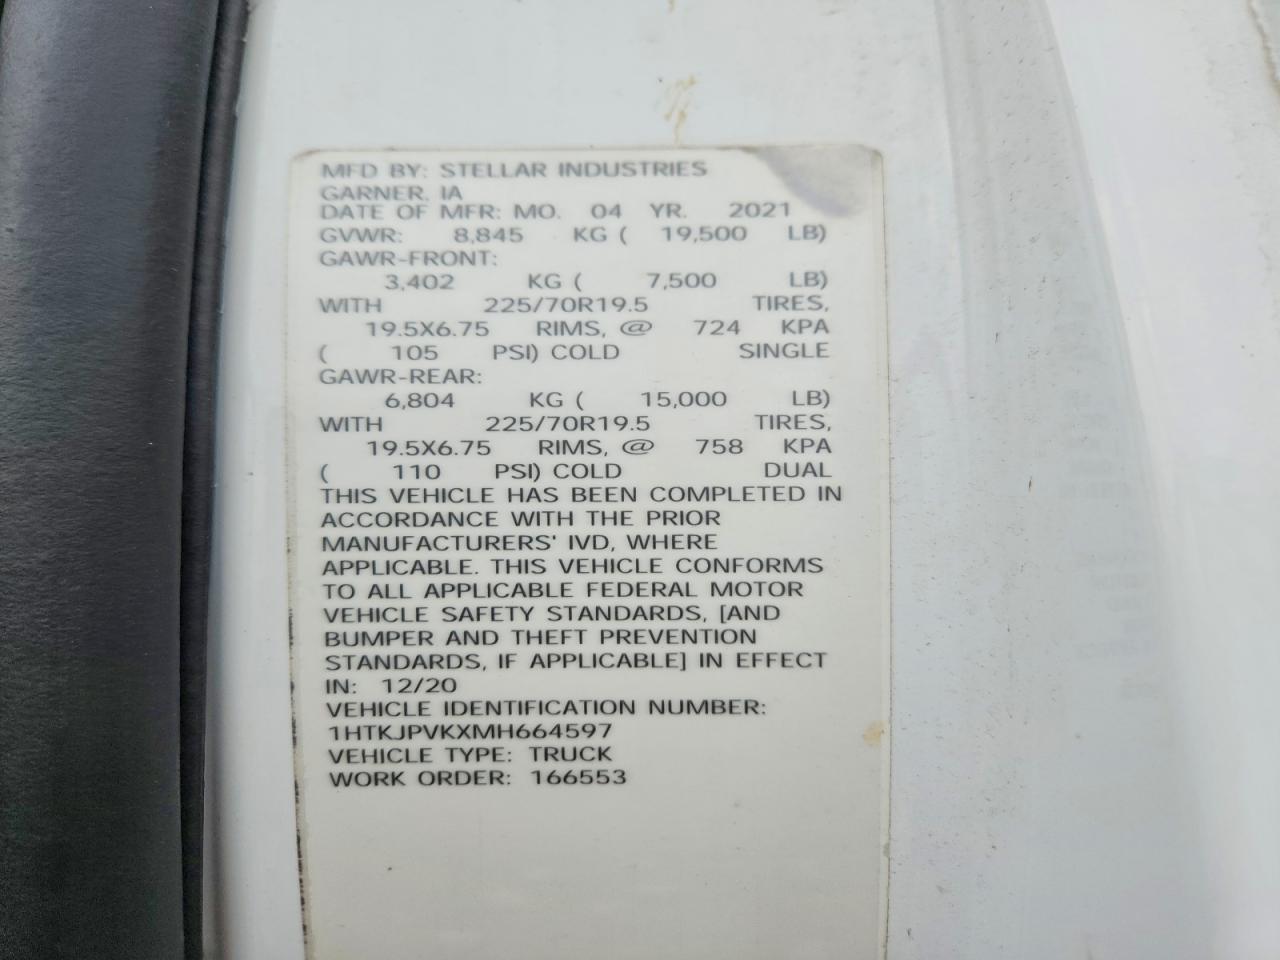 MFD BY: STELLAR INDUSTRIES
GARNER, IA
DATE OF MFR: MO. 04 YR. 2021
GVWR: 8,845 KG ( 19,500 LB)
GAWR-FRONT:
3,402 KG ( 7,500 LB)
WITH 225/70R19.5 TIRES,
19.5X6.75 RIMS, @ 724 KPA
( 105 PSI) COLD SINGLE
GAWR-REAR:
6,804 KG ( 15,000 LB)
WITH 225/70R19.5 TIRES,
19.5X6.75 RIMS, @ 758 KPA
( 110 PSI) COLD DUAL
THIS VEHICLE HAS BEEN COMPLETED IN
ACCORDANCE WITH THE PRIOR
MANUFACTURERS' IVD, WHERE
APPLICABLE. THIS VEHICLE CONFORMS
TO ALL APPLICABLE FEDERAL MOTOR
VEHICLE SAFETY STANDARDS, [AND
BUMPER AND THEFT PREVENTION
STANDARDS, IF APPLICABLE] IN EFFECT
IN: 12/20
VEHICLE IDENTIFICATION NUMBER:
1HTKJPVKXMH664597
VEHICLE TYPE: TRUCK
WORK ORDER: 166553